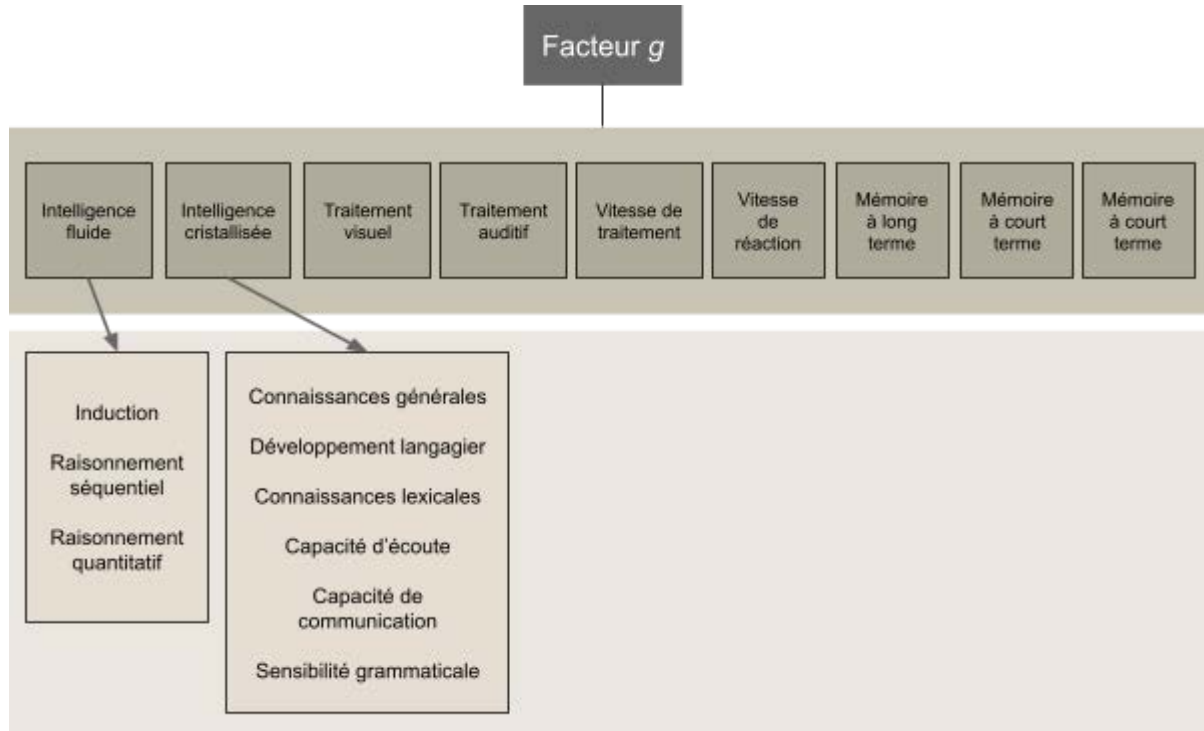 Facteur g
Intelligence
fluide
Intelligence
cristallisée
Traitement
visuel
Traitement
auditif
Vitesse de
traitement
Vitesse
de
réaction
Mémoire
à long
terme
Mémoire
à court
terme
Mémoire
à court
terme
Induction
Raisonnement
séquentiel
Raisonnement
quantitatif
Connaissances générales
Développement langagier
Connaissances lexicales
Capacité d'écoute
Capacité de
communication
Sensibilité grammaticale